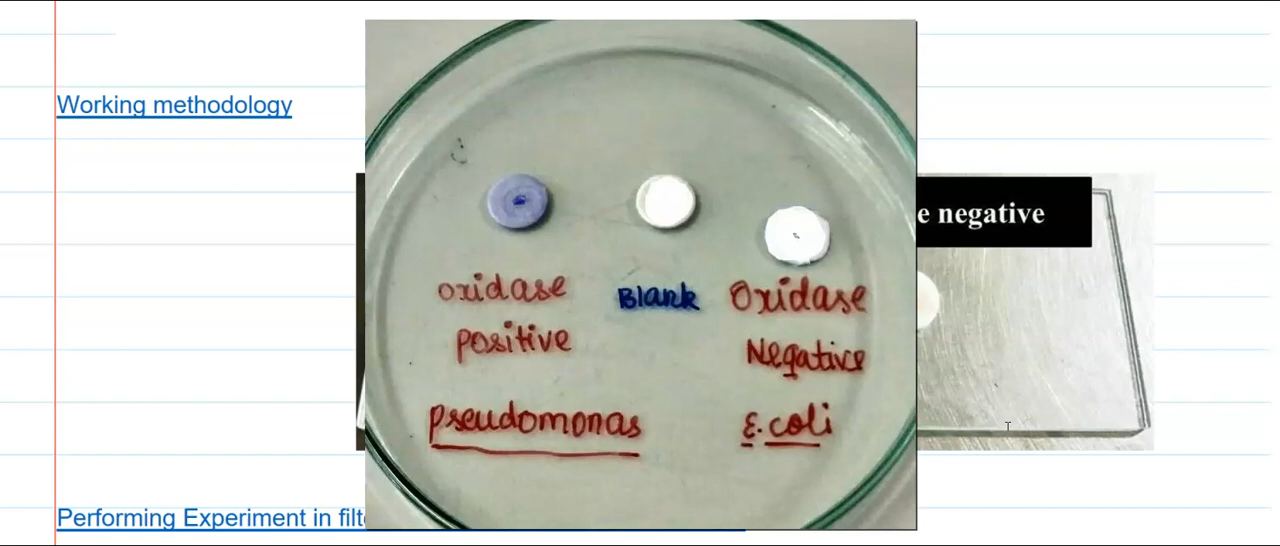 Working methodology
e negative
oxidase
positive
Blank
Oxidase
Negative
Pseudomonas
E. coli
Performing Experiment in filt